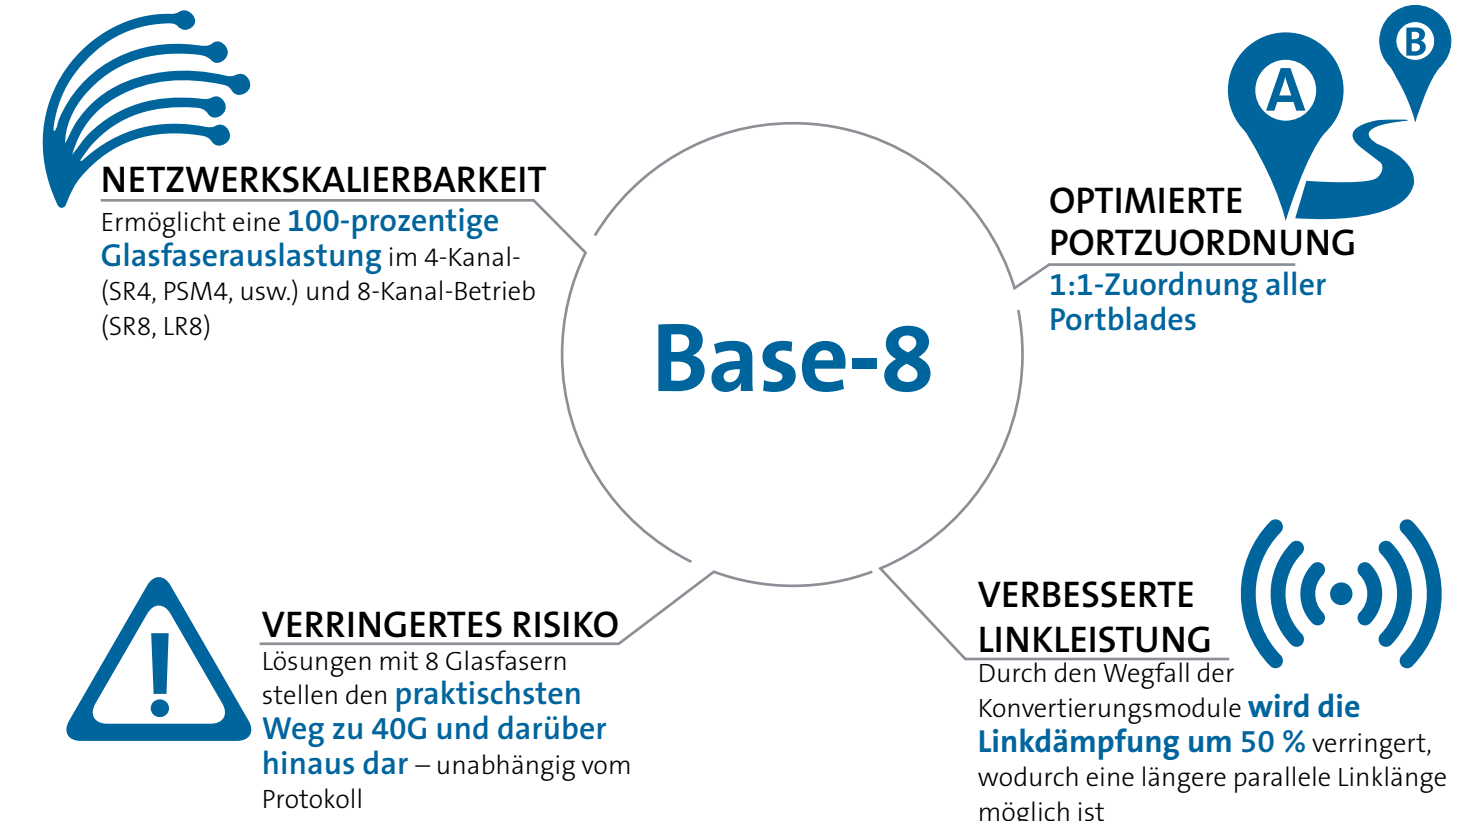 NETZWERKSKALIERBARKEIT
Ermöglicht eine 100-prozentige
Glasfaserauslastung im 4-Kanal-
(SR4, PSM4, usw.) und 8-Kanal-Betrieb
(SR8, LR8)
A
B
OPTIMIERTE
PORTZUORDNUNG
1:1-Zuordnung aller
Portblades
Base-8
VERRINGERTES RISIKO
Lösungen mit 8 Glasfasern
stellen den praktischsten
Weg zu 40G und darüber
hinaus dar – unabhängig vom
Protokoll
VERBESSERTE
LINKLEISTUNG
Durch den Wegfall der
Konvertierungsmodule wird die
Linkdämpfung um 50 % verringert,
wodurch eine längere parallele Linklänge
möglich ist